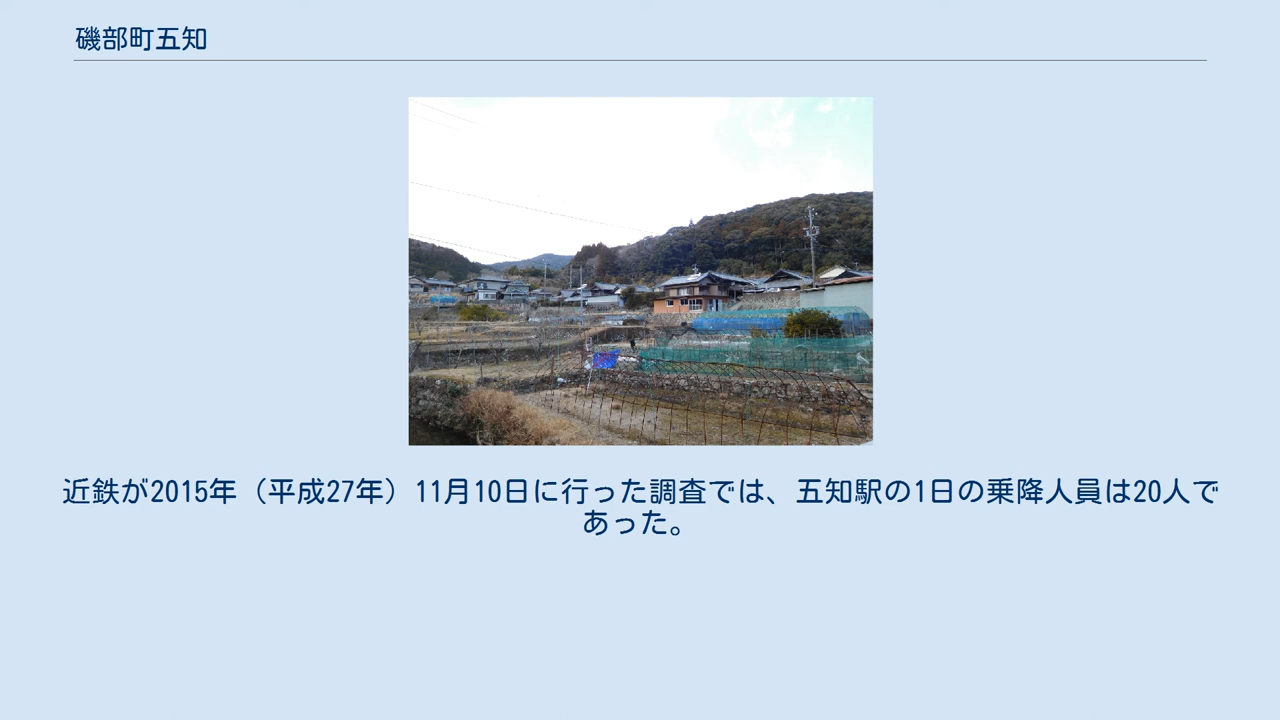 磯部町五知
近鉄が2015年（平成27年）11月10日に行った調査では、五知駅の1日の乗降人員は20人で
あった。